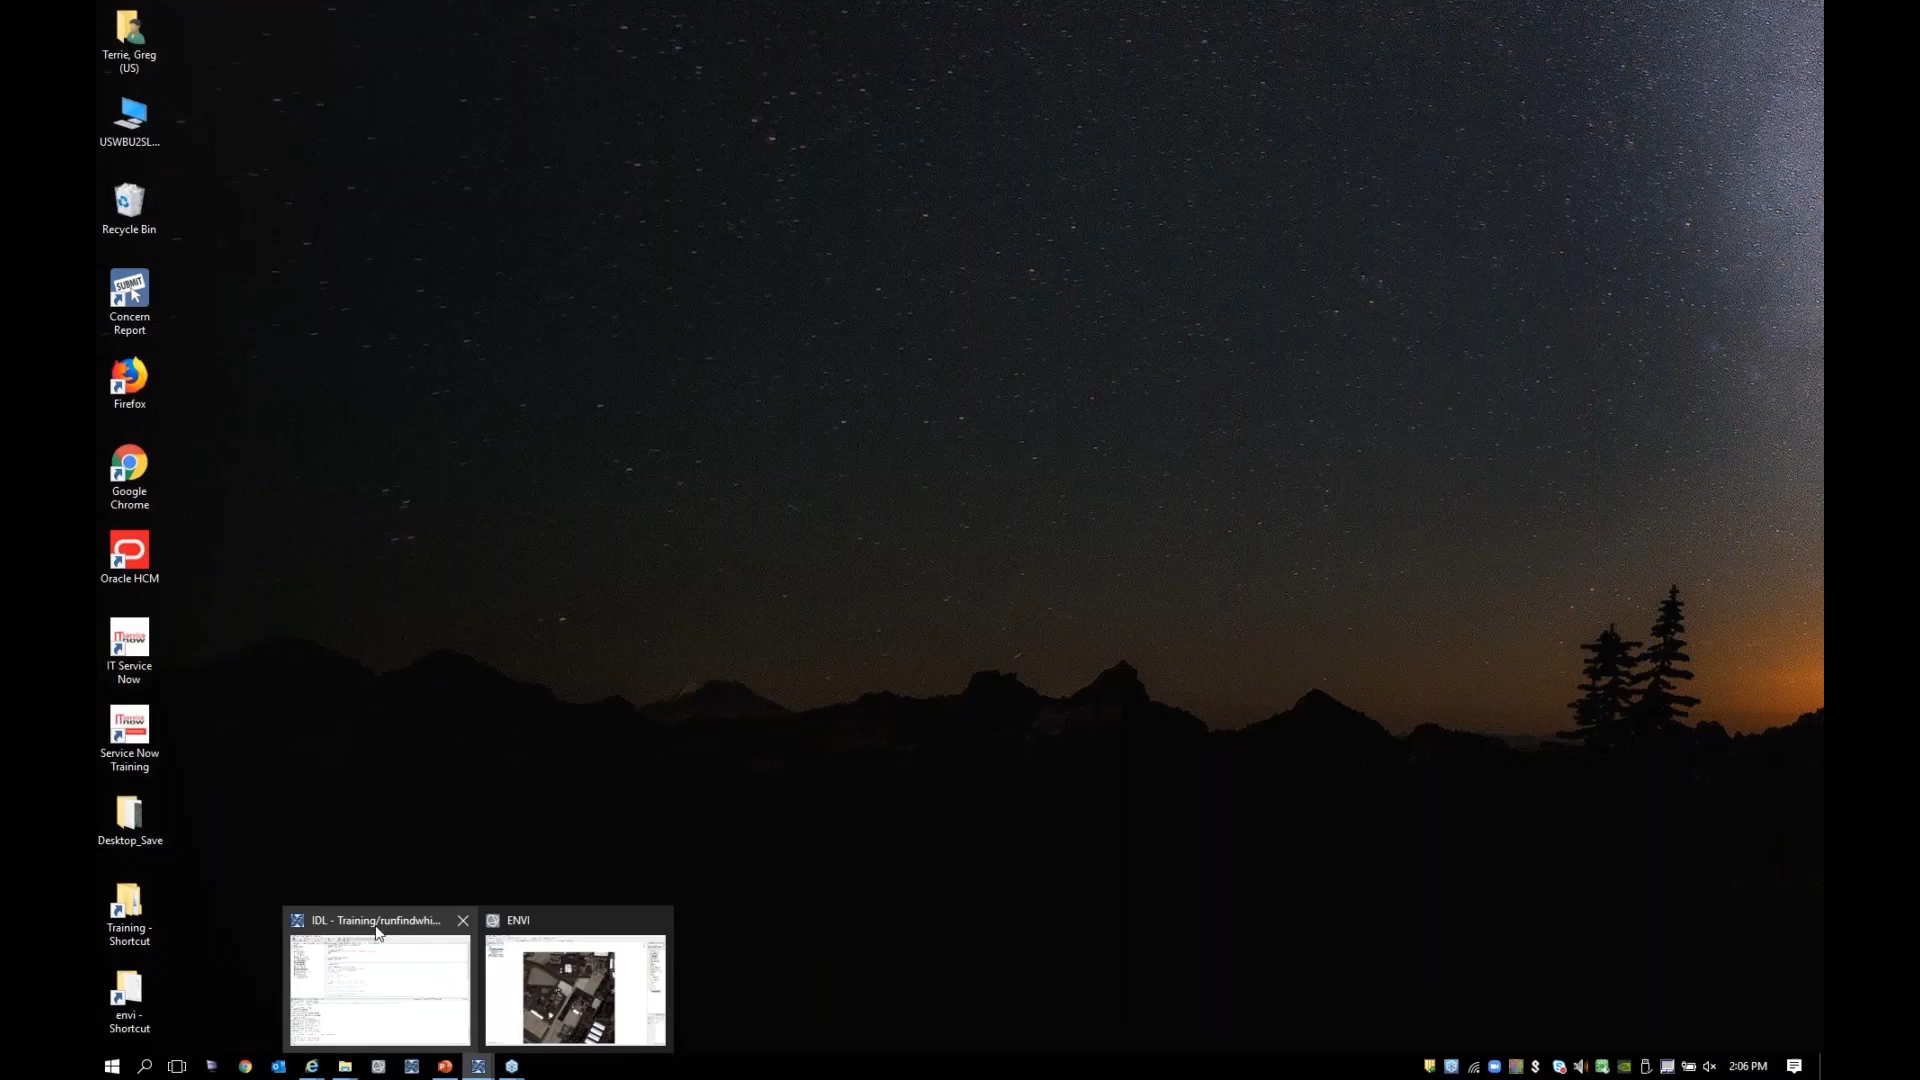 Terrie, Greg
(US)
USWBU2SL...
Recycle Bin
SUBMIT
Concern
Report
Firefox
Google
Chrome
Oracle HCM
IT Service
Now
Service Now
Training
Desktop_Save
Training -
Shortcut
envi -
Shortcut
IDL - Training/runfindwhi...
ENVI
2:06 PM